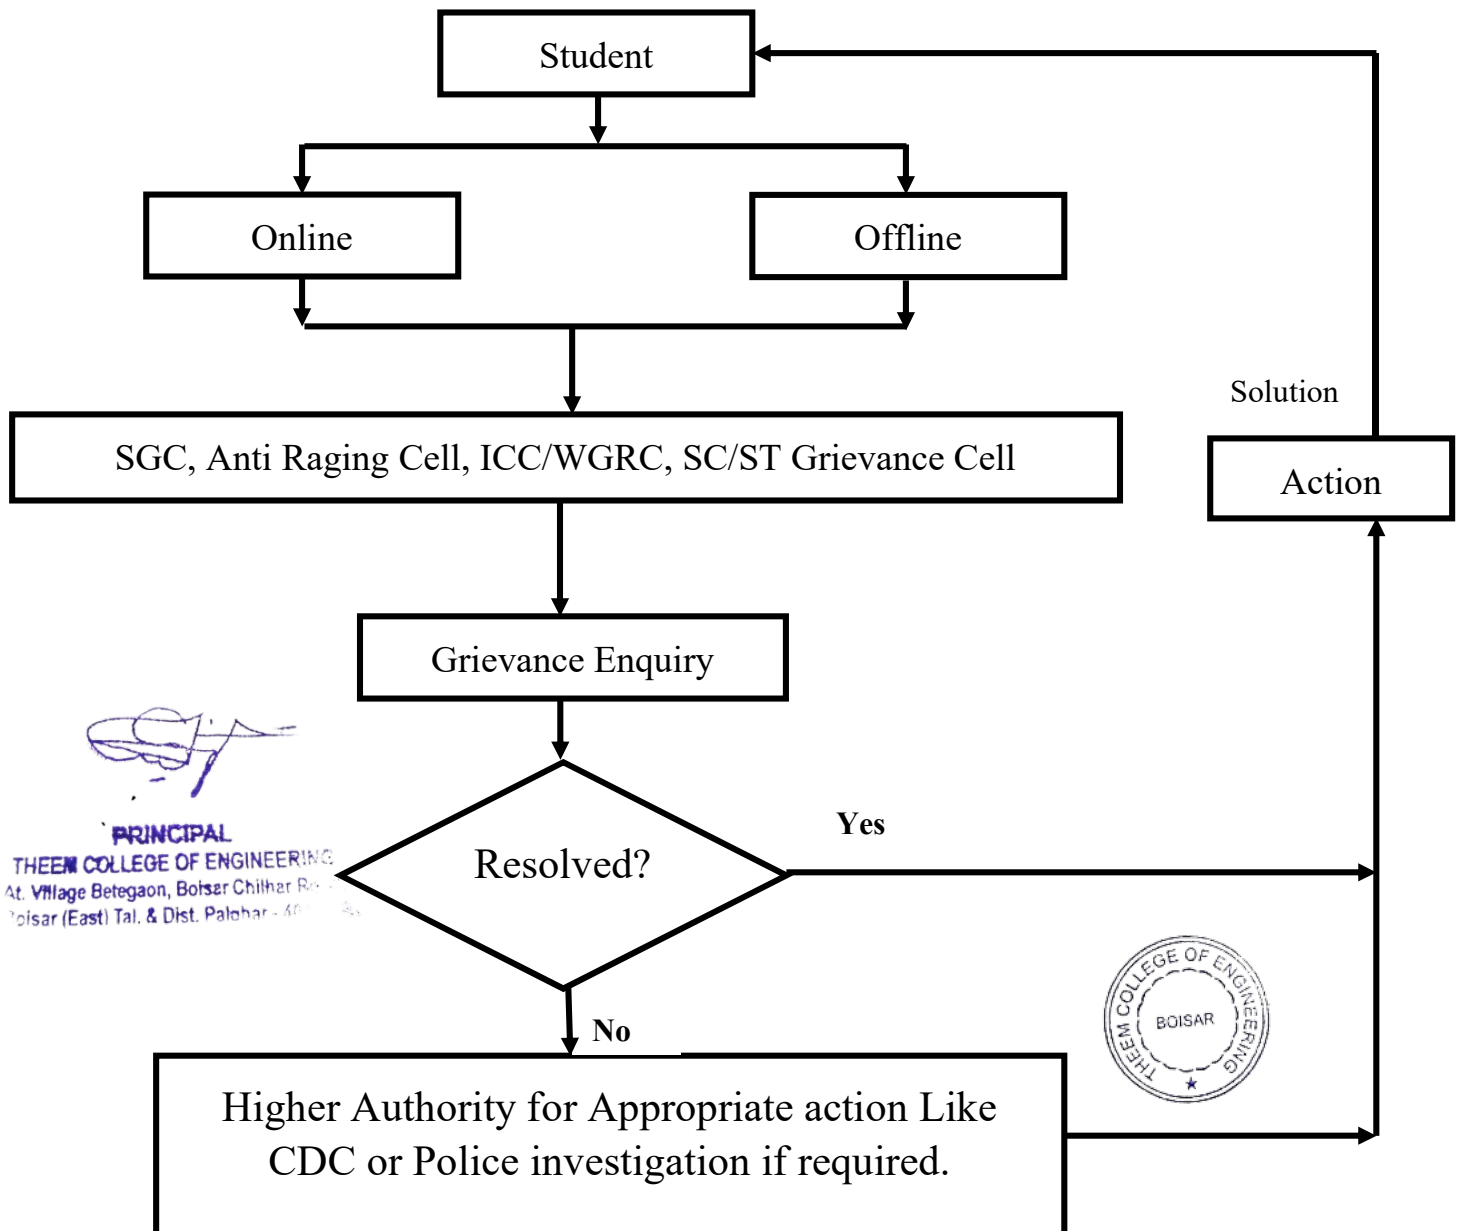 Student
Online
Offline
Solution
SGC, Anti Raging Cell, ICC/WGRC, SC/ST Grievance Cell
Action
Grievance Enquiry
PRINCIPAL
THEEM COLLEGE OF ENGINEERING
At. Village Betegaon, Boisar Chilhar
Boisar (East) Tal. & Dist. Palghar -
Resolved?
Yes
No
THEEM COLLEGE OF ENGINEERING
BOISAR
Higher Authority for Appropriate action Like
CDC or Police investigation if required.